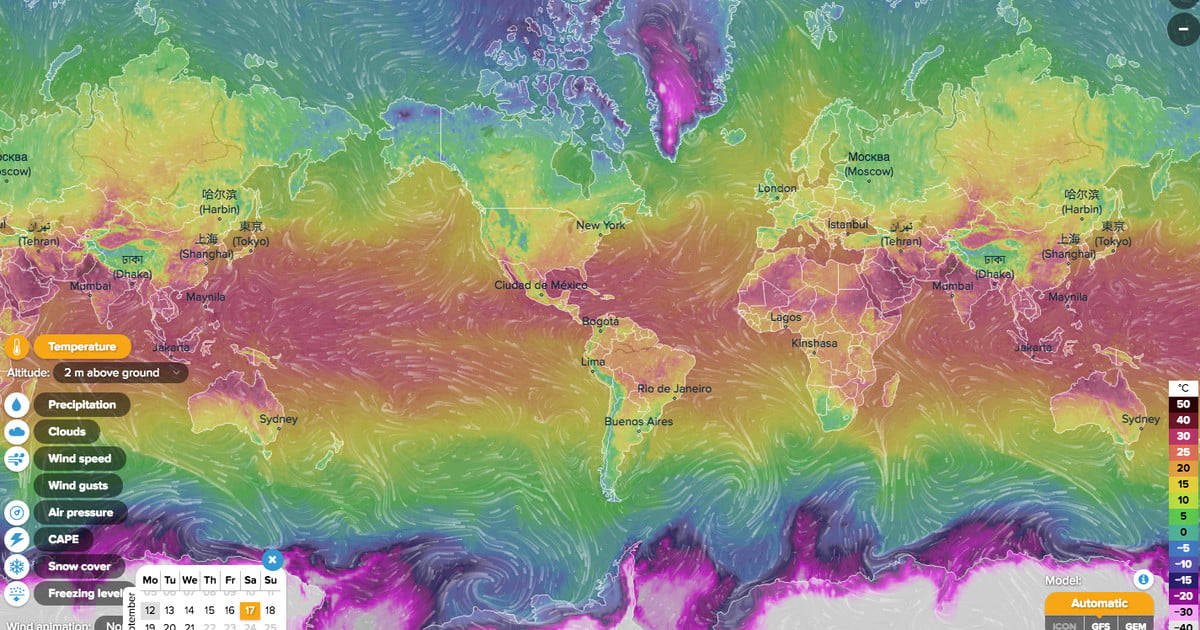 −
осква
scow)
哈尔滨
(Harbin)
تهران
(Tehran)
東京
(Tokyo)
上海
(Shanghai)
ঢাকা
(Dhaka)
Mumbai
Maynila
Jakarta
Sydney
New York
Ciudad de México
Bogotá
Lima
Rio de Janeiro
Buenos Aires
London
Москва
(Moscow)
Istanbul
Lagos
Kinshasa
تهران
(Tehran)
哈尔滨
(Harbin)
東京
(Tokyo)
上海
(Shanghai)
ঢাকা
(Dhaka)
Mumbai
Maynila
Jakarta
Sydney
Temperature
Altitude: 2 m above ground
Precipitation
Clouds
Wind speed
Wind gusts
Air pressure
CAPE
Snow cover
Freezing level
Wind animation: No
Mo Tu We Th Fr Sa Su
12 13 14 15 16 17 18
19 20 21 22 23 24 25
ptember
°C
50
40
30
25
20
15
10
5
0
−5
−10
−15
−20
−30
−40
Model:
Automatic
ICON GFS GEM